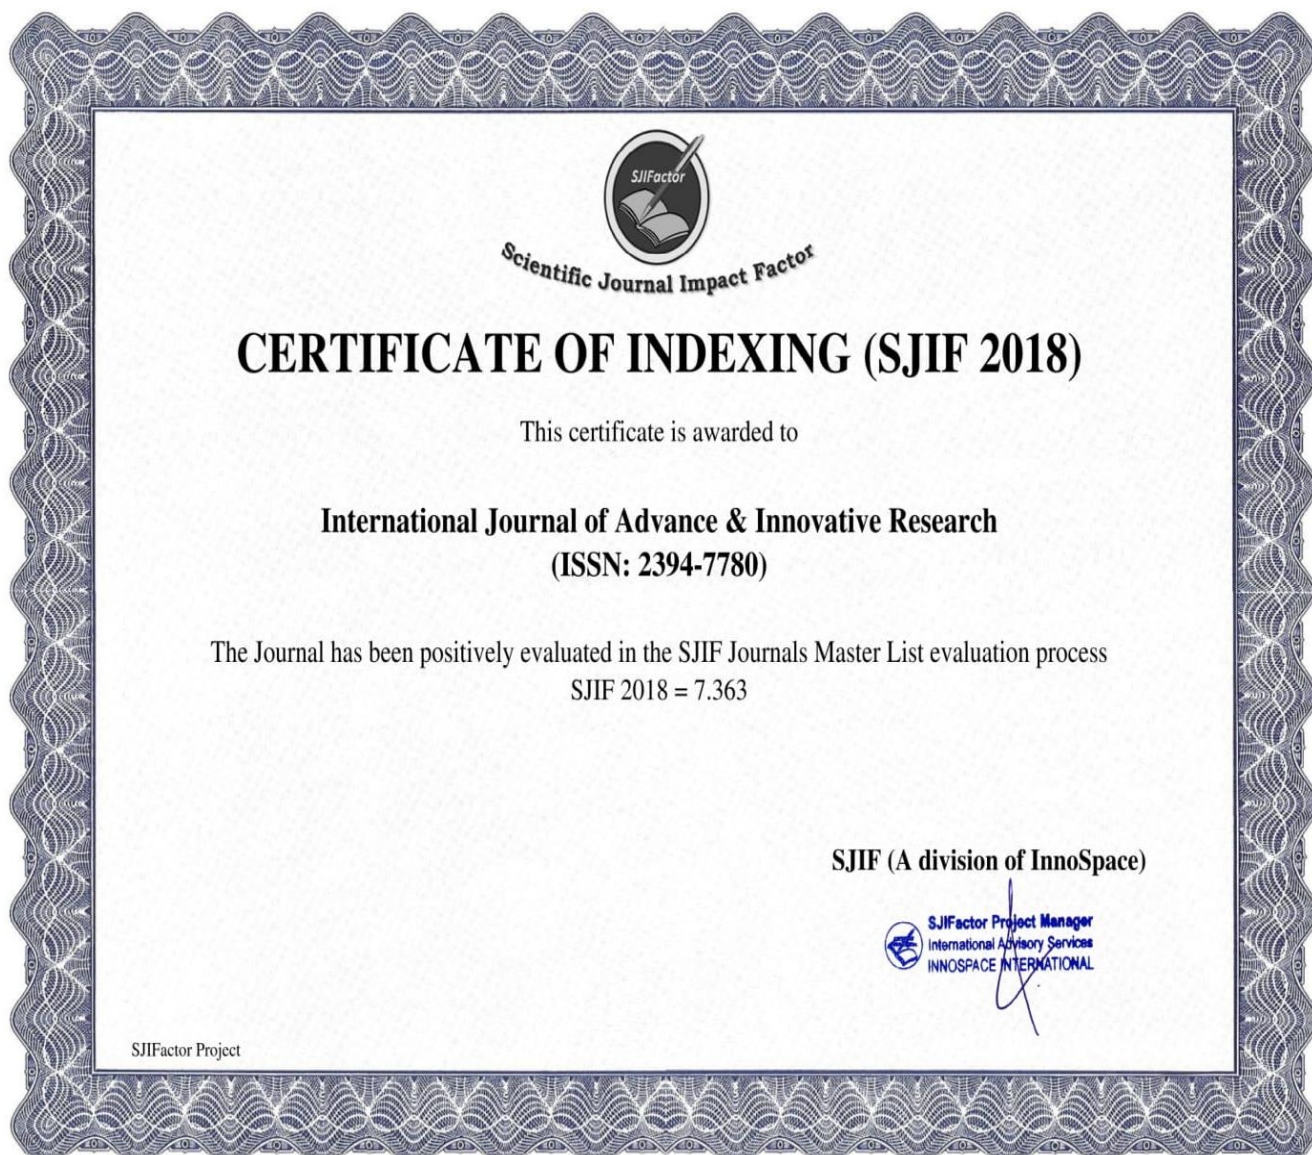 SJIFactor
Scientific Journal Impact Factor
CERTIFICATE OF INDEXING (SJIF 2018)
This certificate is awarded to
International Journal of Advance & Innovative Research
(ISSN: 2394-7780)
The Journal has been positively evaluated in the SJIF Journals Master List evaluation process
SJIF 2018 = 7.363
SJIF (A division of InnoSpace)
SJIFactor Project Manager
International Advisory Services
INNOSPACE INTERNATIONAL
SJIFactor Project